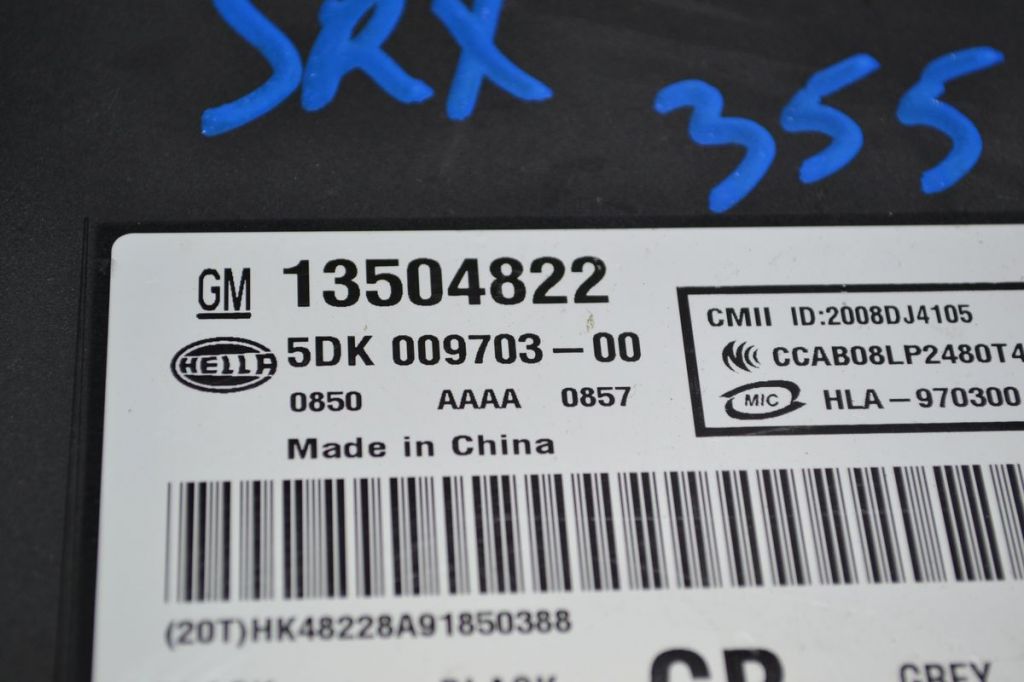 SRX
355
GM 13504822
HELLA 5DK 009703-00
0850 AAAA 0857
Made in China
CMII ID:2008DJ4105
CCAB08LP2480T4
MIC HLA-970300
(20T)HK48228A91850388
GREY